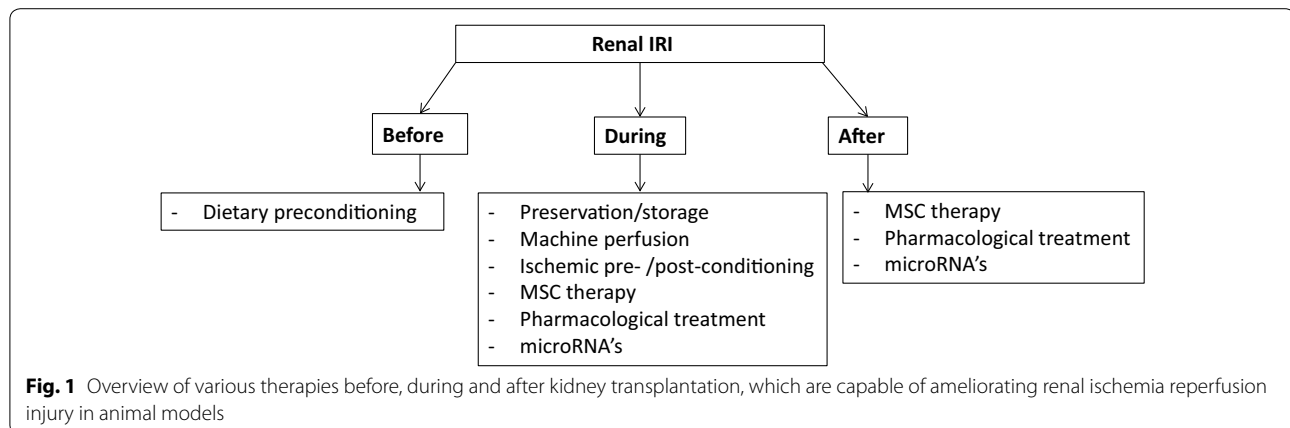 Renal IRI
Before
During
After
- Dietary preconditioning
- Preservation/storage
- Machine perfusion
- Ischemic pre- /post-conditioning
- MSC therapy
- Pharmacological treatment
- microRNA's
- MSC therapy
- Pharmacological treatment
- microRNA's
Fig. 1 Overview of various therapies before, during and after kidney transplantation, which are capable of ameliorating renal ischemia reperfusion
injury in animal models